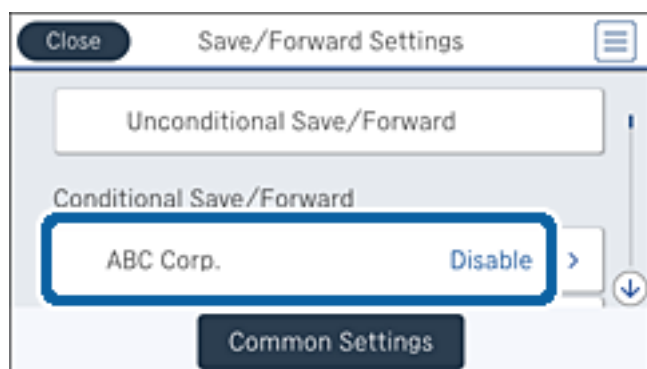 Close Save/Forward Settings
Unconditional Save/Forward
Conditional Save/Forward
ABC Corp. Disable >
Common Settings